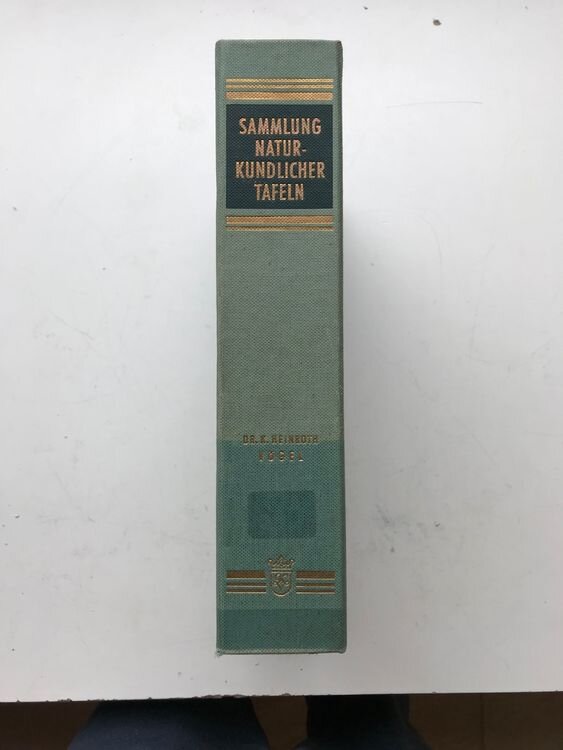 SAMMLUNG
NATUR-
KUNDLICHER
TAFELN
DR. K. HEINROTH
VÖGEL